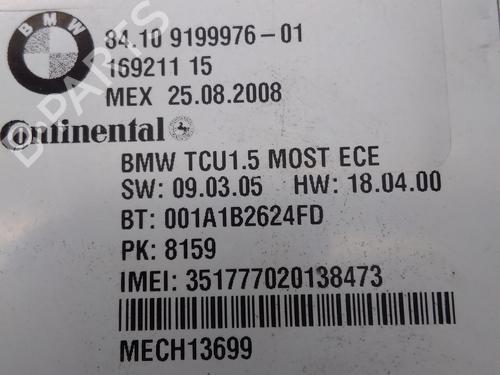 BMW
84.10 9199976-01
169211 15
MEX 25.08.2008
Continental
BMW TCU1.5 MOST ECE
SW: 09.03.05 HW: 18.04.00
BT: 001A1B2624FD
PK: 8159
IMEI: 351777020138473
MECH13699